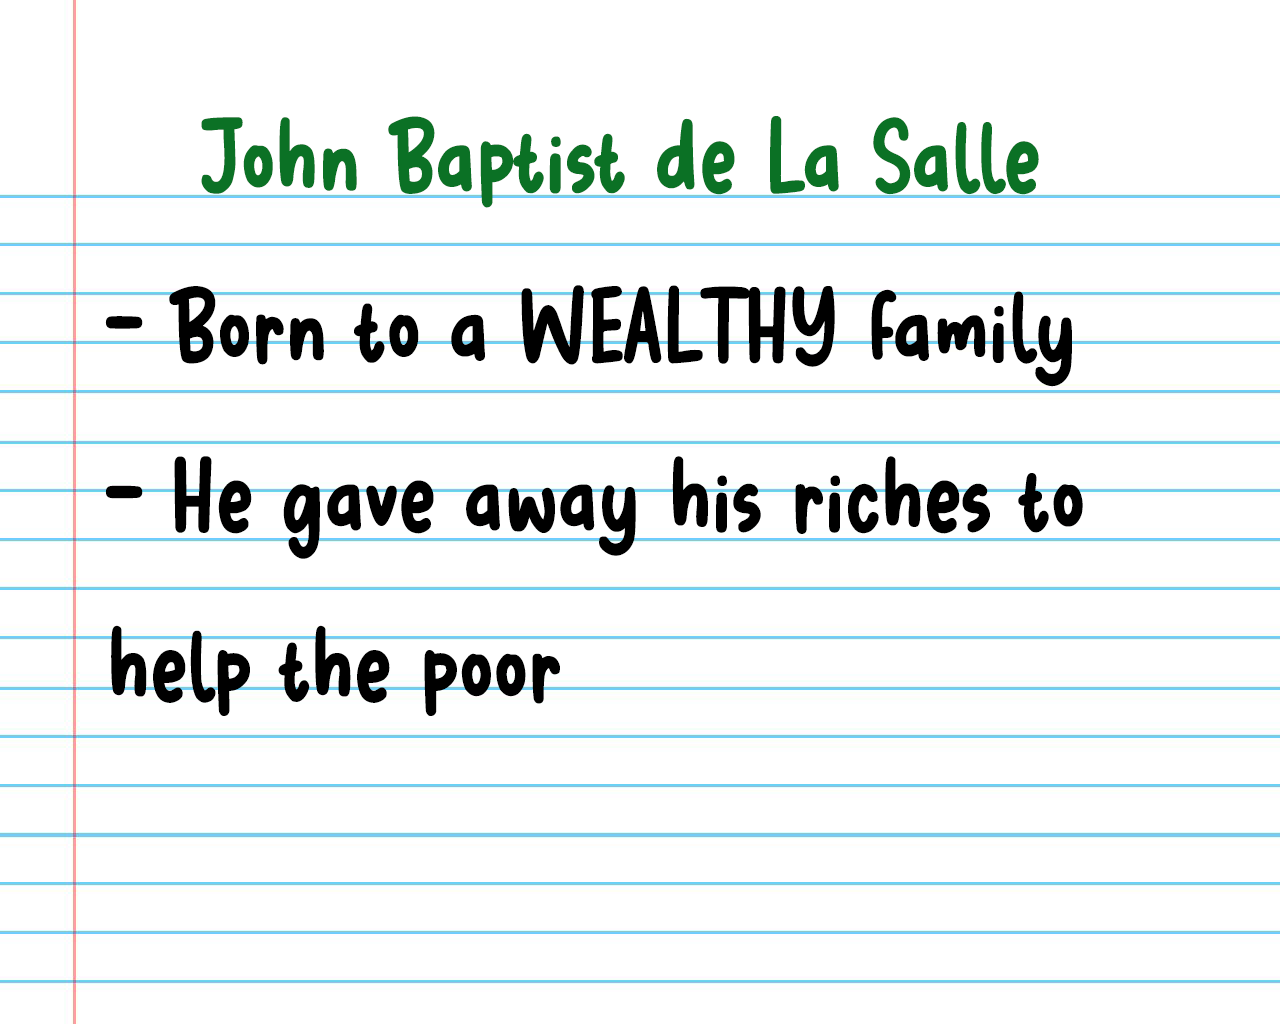 John Baptist de La Salle
- Born to a WEALTHY family
- He gave away his riches to
help the poor